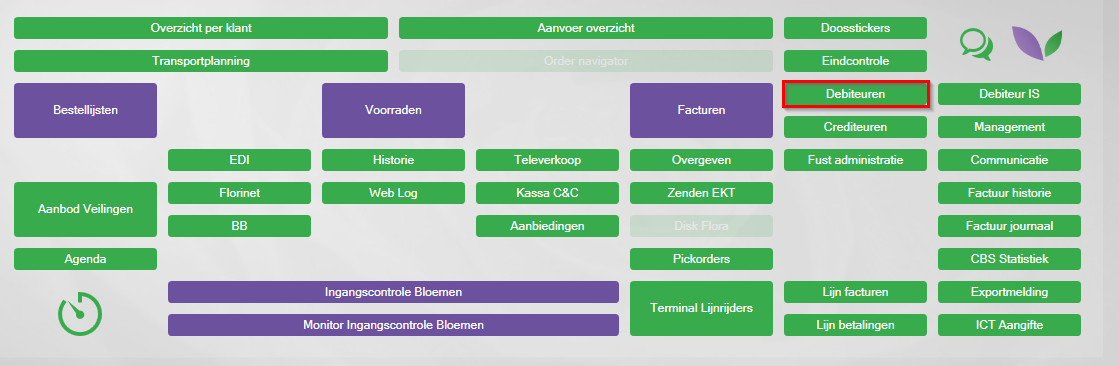 Overzicht per klant
Aanvoer overzicht
Doosstickers
Transportplanning
Order navigator
Eindcontrole
Bestellijsten
Voorraden
Facturen
Debiteuren
Debiteur IS
Crediteuren
Management
EDI
Historie
Televerkoop
Overgeven
Fust administratie
Communicatie
Aanbod Veilingen
Florinet
Web Log
Kassa C&C
Zenden EKT
Factuur historie
BB
Aanbiedingen
Disk Flora
Factuur journaal
Agenda
Pickorders
CBS Statistiek
Ingangscontrole Bloemen
Terminal Lijnrijders
Lijn facturen
Exportmelding
Monitor Ingangscontrole Bloemen
Lijn betalingen
ICT Aangifte